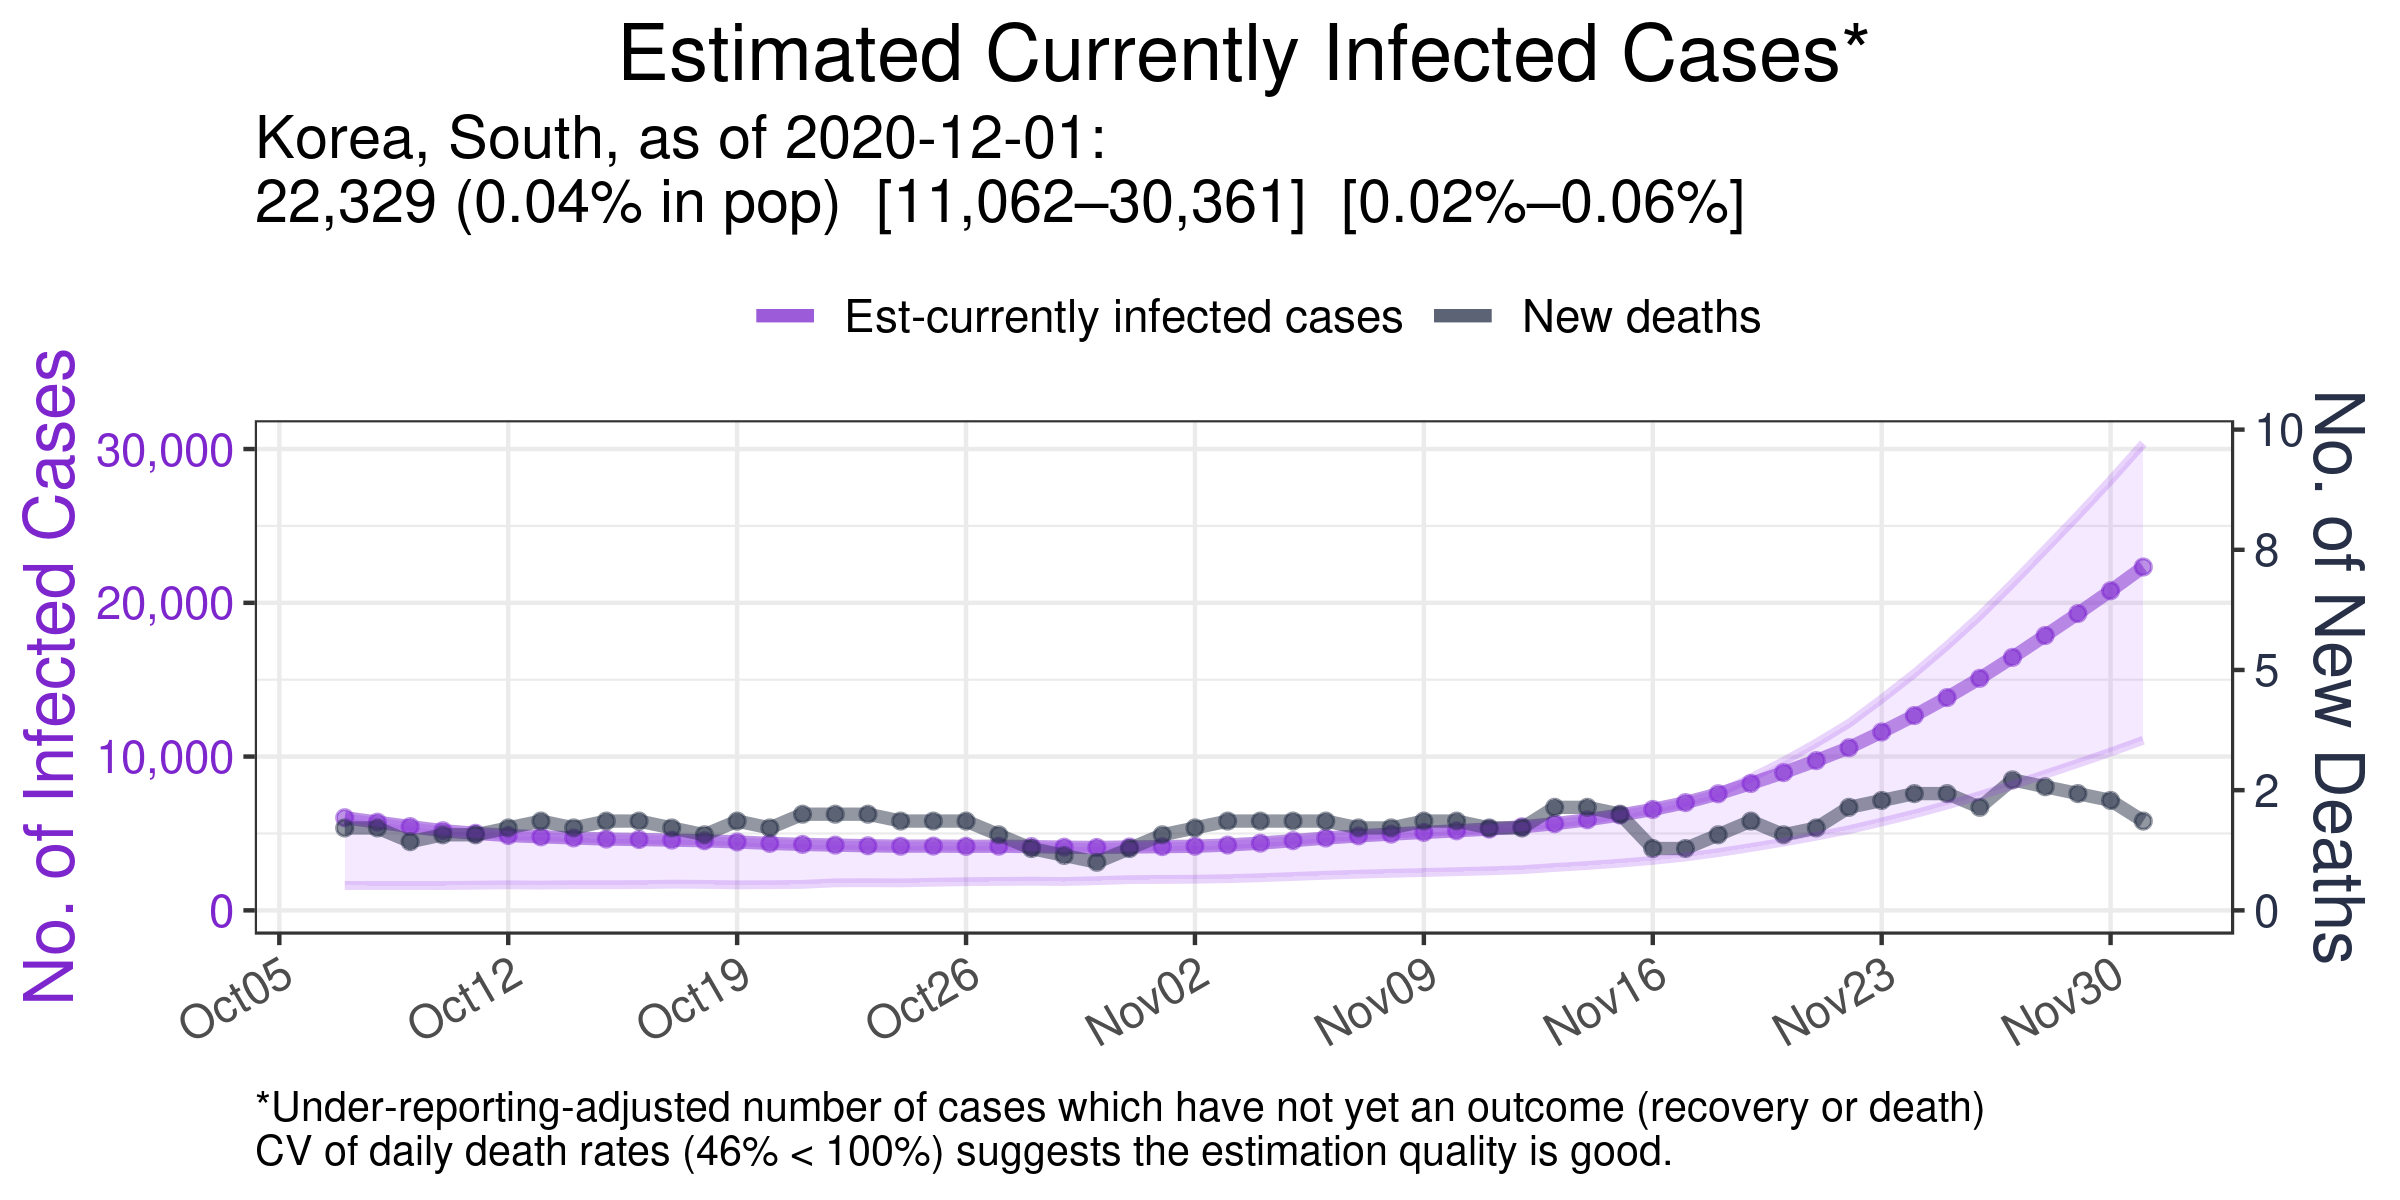 Estimated Currently Infected Cases*
Korea, South, as of 2020-12-01:
22,329 (0.04% in pop)  [11,062–30,361]  [0.02%–0.06%]
Est-currently infected cases
New deaths
No. of Infected Cases
30,000
20,000
10,000
0
10
8
5
2
0
No. of New Deaths
Oct05
Oct12
Oct19
Oct26
Nov02
Nov09
Nov16
Nov23
Nov30
*Under-reporting-adjusted number of cases which have not yet an outcome (recovery or death)
CV of daily death rates (46% < 100%) suggests the estimation quality is good.